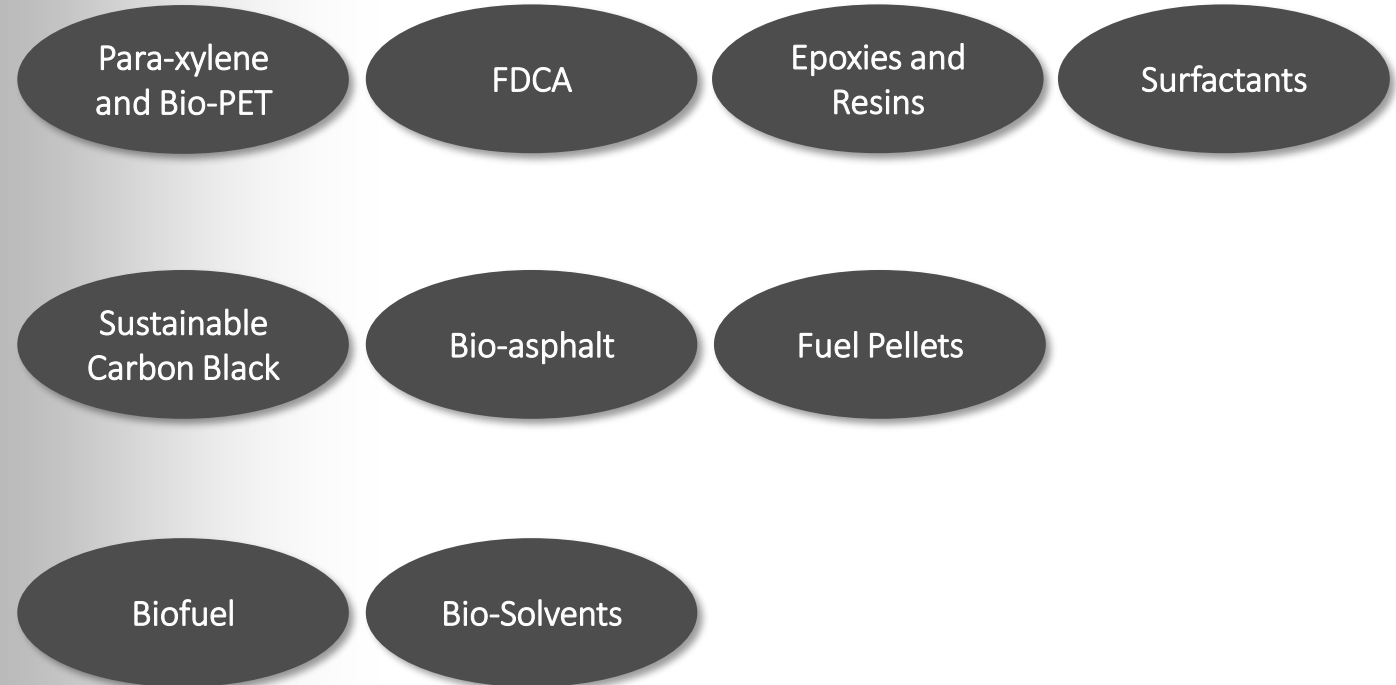 Para-xylene
and Bio-PET
FDCA
Epoxies and
Resins
Surfactants
Sustainable
Carbon Black
Bio-asphalt
Fuel Pellets
Biofuel
Bio-Solvents